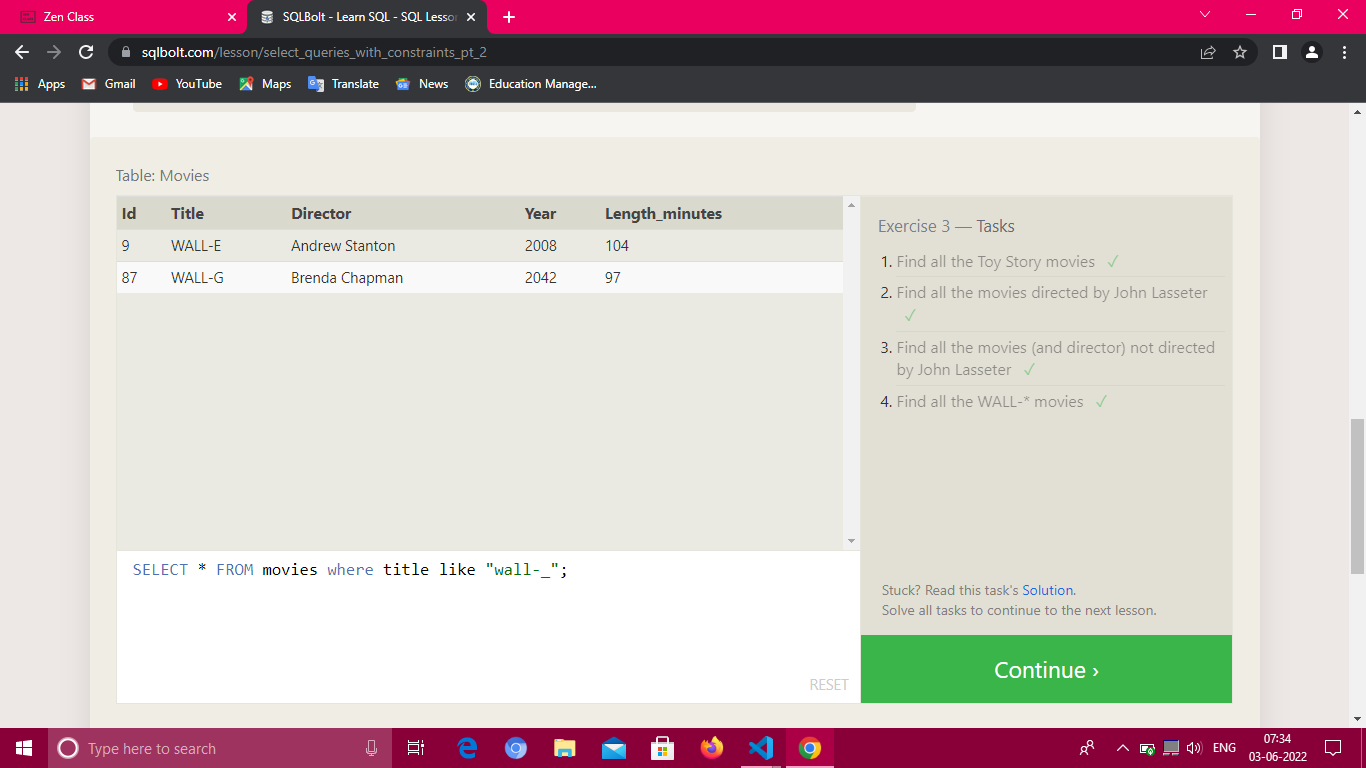 Zen Class
SQLBolt - Learn SQL - SQL Lesson
sqlbolt.com/lesson/select_queries_with_constraints_pt_2
Apps Gmail YouTube Maps Translate News Education Manage...
Table: Movies
Id Title Director Year Length_minutes
9 WALL-E Andrew Stanton 2008 104
87 WALL-G Brenda Chapman 2042 97
SELECT * FROM movies where title like "wall-_";
RESET
Exercise 3 — Tasks
1. Find all the Toy Story movies ✓
2. Find all the movies directed by John Lasseter
✓
3. Find all the movies (and director) not directed
by John Lasseter ✓
4. Find all the WALL-* movies ✓
Stuck? Read this task's Solution.
Solve all tasks to continue to the next lesson.
Continue ›
Type here to search
ENG
07:34
03-06-2022